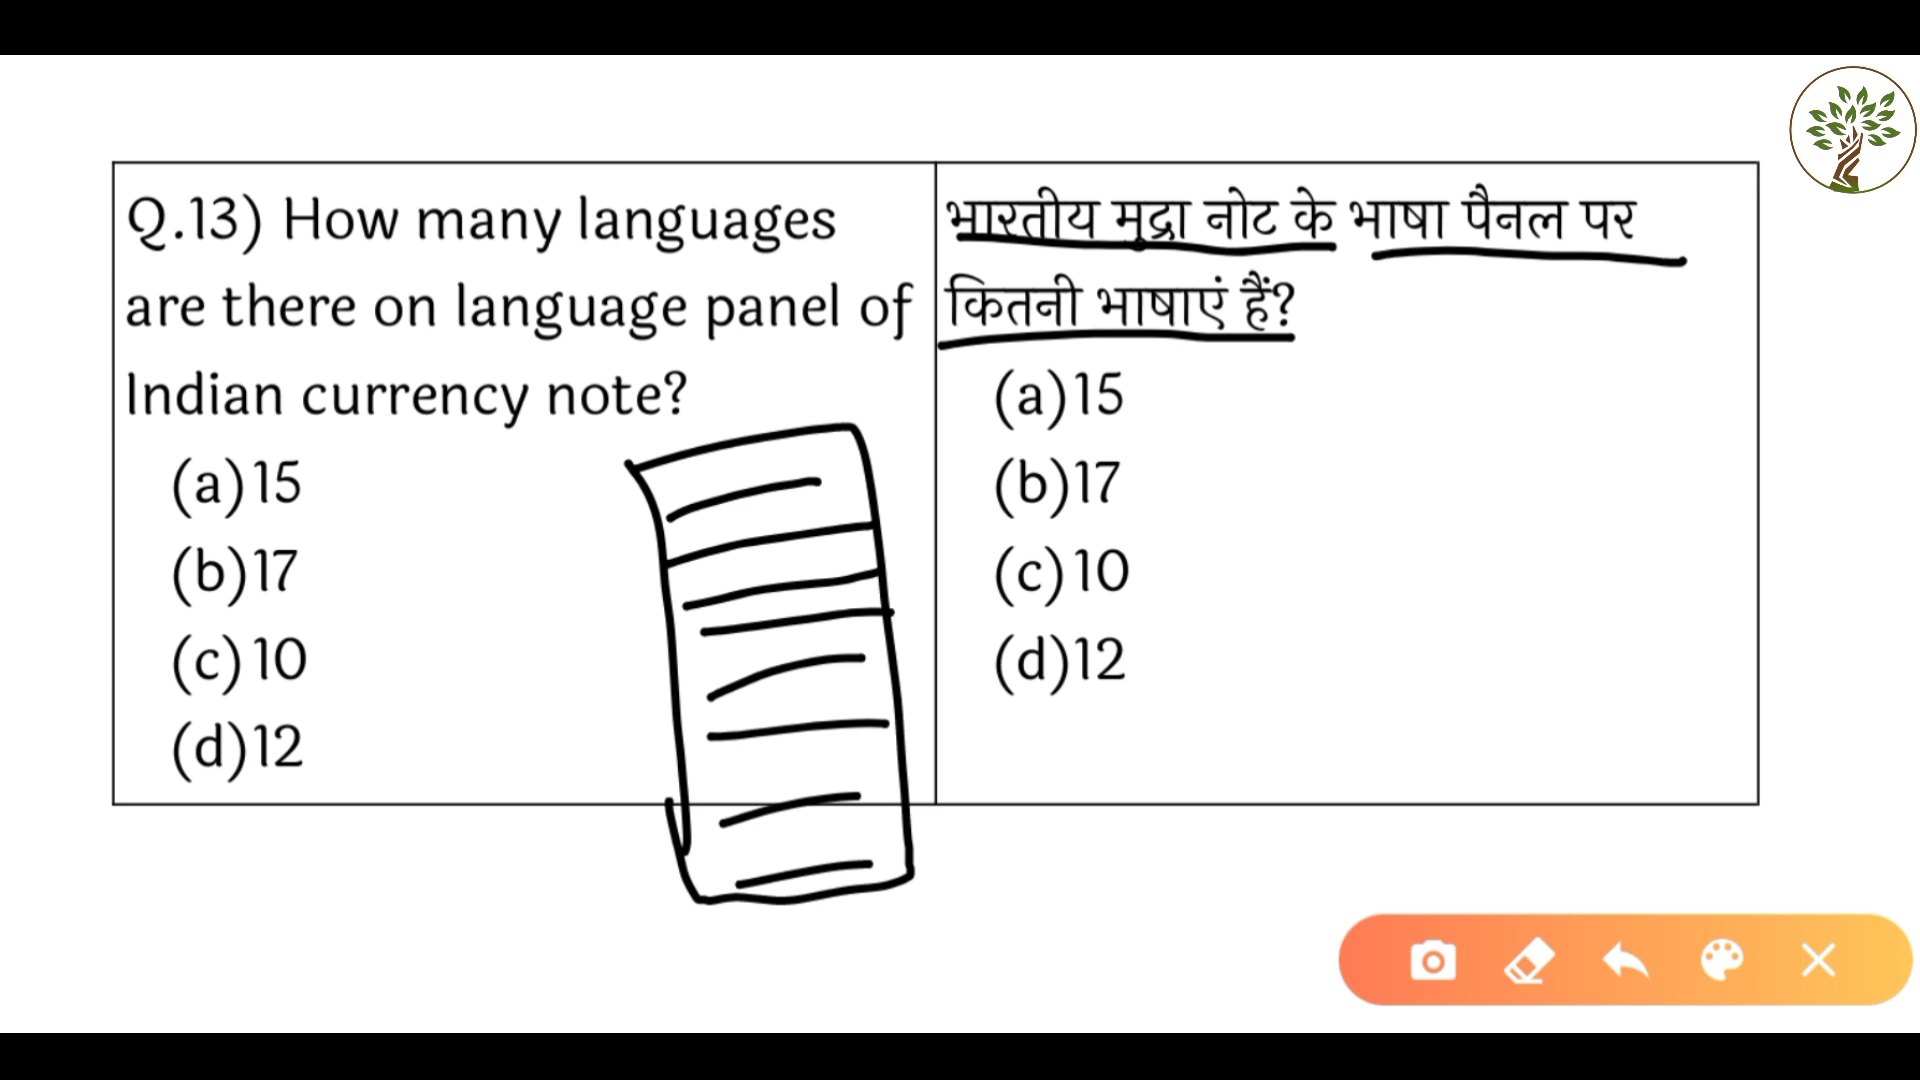 Q.13) How many languages
are there on language panel of
Indian currency note?
(a)15
(b)17
(c)10
(d)12
भारतीय मुद्रा नोट के भाषा पैनल पर
कितनी भाषाएं हैं?
(a)15
(b)17
(c)10
(d)12